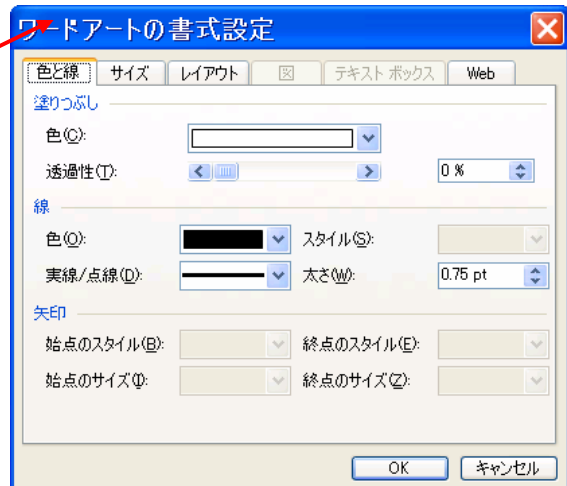 ワードアートの書式設定
色と線 サイズ レイアウト 図 テキスト ボックス Web
塗りつぶし
色(C):
透過性(T): 0 %
線
色(O): スタイル(S):
実線/点線(D): 太さ(W): 0.75 pt
矢印
始点のスタイル(B): 終点のスタイル(E):
始点のサイズ(I): 終点のサイズ(Z):
OK キャンセル